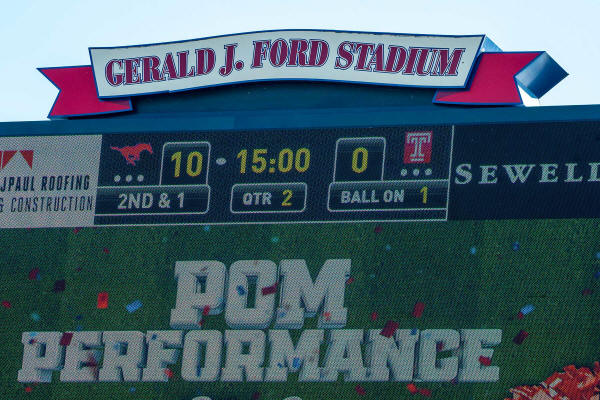 GERALD J. FORD STADIUM
10 15:00 0 T
2ND & 1 QTR 2 BALL ON 1
JPAUL ROOFING
& CONSTRUCTION
SEWELL
POM
PERFORMANCE